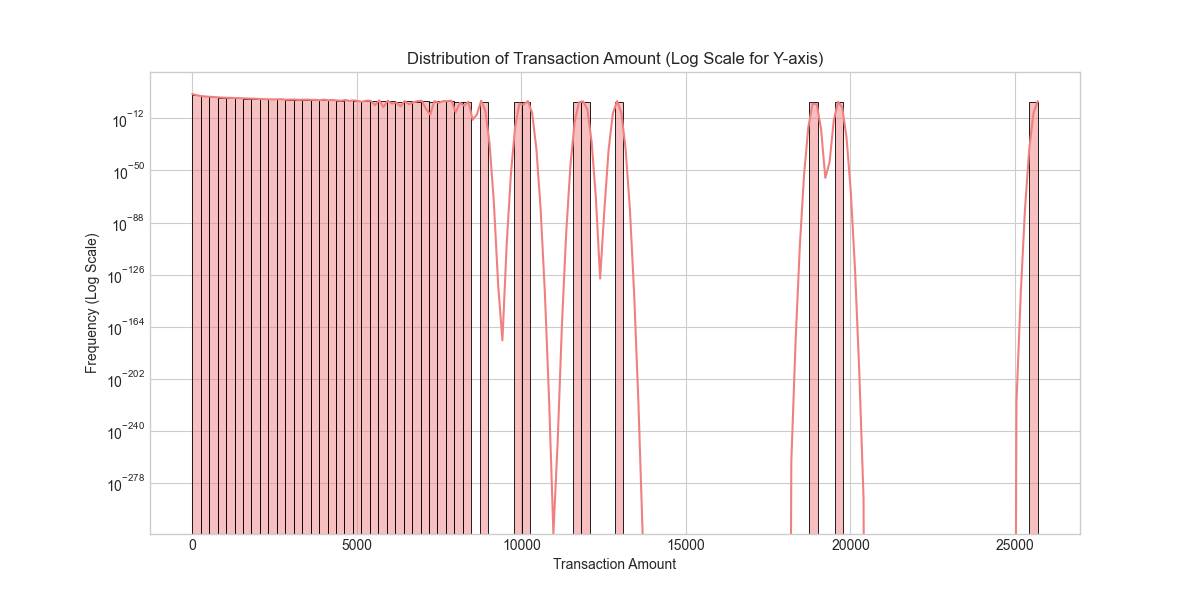 Distribution of Transaction Amount (Log Scale for Y-axis)
Frequency (Log Scale)
10⁻¹²
10⁻⁵⁰
10⁻⁸⁸
10⁻¹²⁶
10⁻¹⁶⁴
10⁻²⁰²
10⁻²⁴⁰
10⁻²⁷⁸
0 5000 10000 15000 20000 25000
Transaction Amount